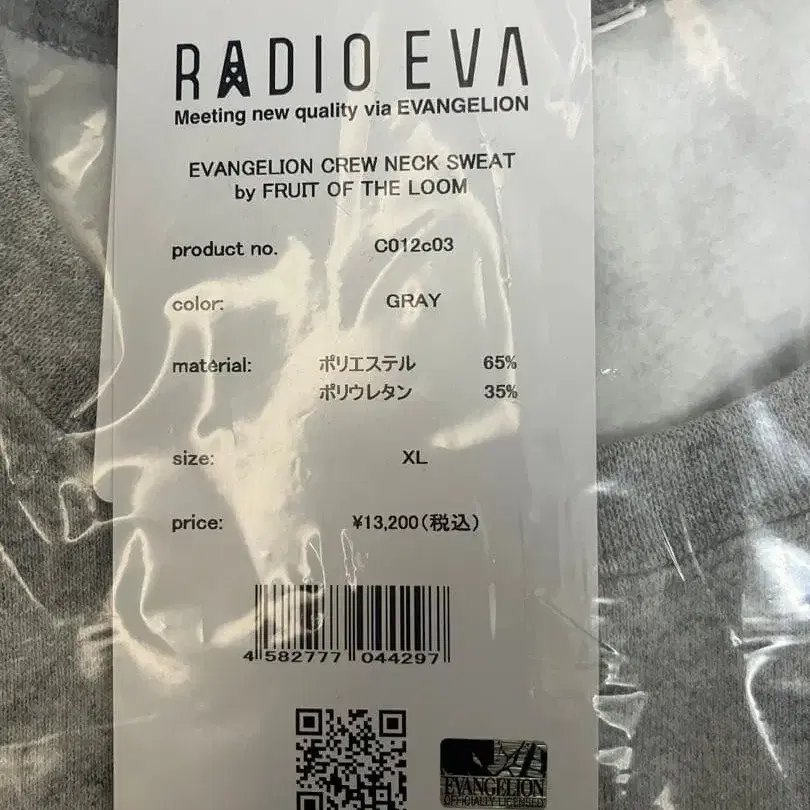 RADIO EVA
Meeting new quality via EVANGELION
EVANGELION CREW NECK SWEAT
by FRUIT OF THE LOOM
product no. C012c03
color: GRAY
material: ポリエステル 65%
ポリウレタン 35%
size: XL
price: ¥13,200(税込)
4 582777 044297
EVANGELION
OFFICIALLY LICENSED